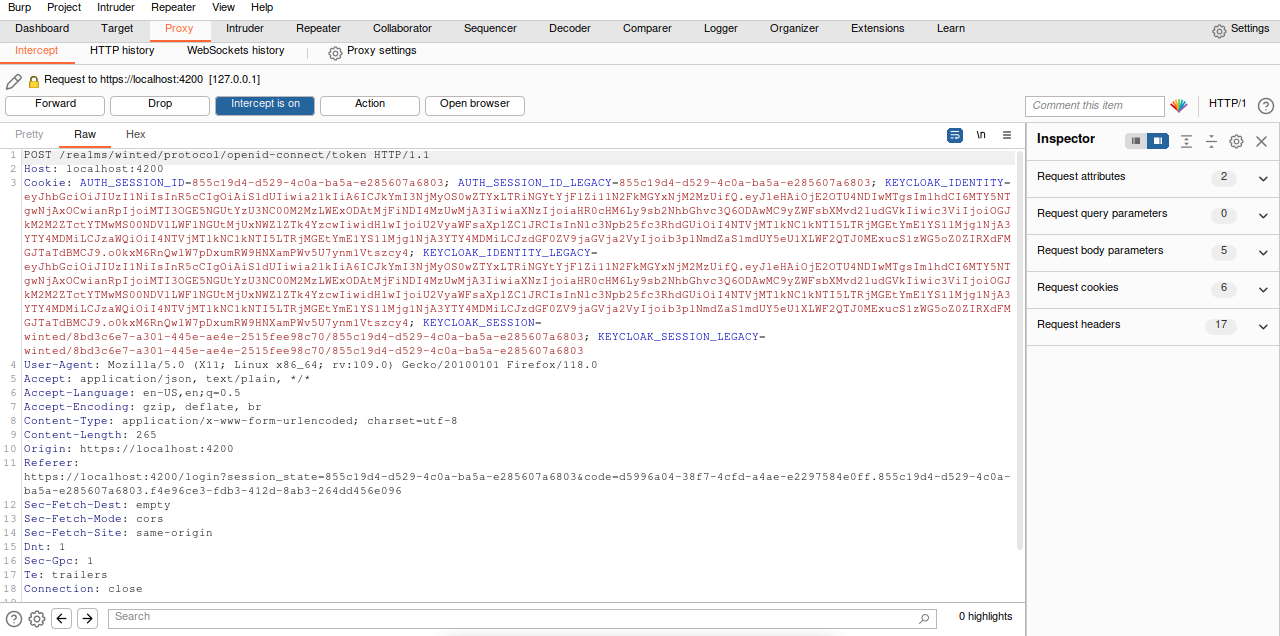 Burp Project Intruder Repeater View Help
Dashboard Target Proxy Intruder Repeater Collaborator Sequencer Decoder Comparer Logger Organizer Extensions Learn Settings
Intercept HTTP history WebSockets history Proxy settings
Request to https://localhost:4200 [127.0.0.1]
Forward Drop Intercept is on Action Open browser Comment this item HTTP/1
Pretty Raw Hex \n
1 POST /realms/winted/protocol/openid-connect/token HTTP/1.1
2 Host: localhost:4200
3 Cookie: AUTH_SESSION_ID=855c19d4-d529-4c0a-ba5a-e285607a6803; AUTH_SESSION_ID_LEGACY=855c19d4-d529-4c0a-ba5a-e285607a6803; KEYCLOAK_IDENTITY=
KEYCLOAK_IDENTITY_LEGACY=
KEYCLOAK_SESSION=
winted/8bd3c6e7-a301-445e-ae4e-2515fee98c70/855c19d4-d529-4c0a-ba5a-e285607a6803; KEYCLOAK_SESSION_LEGACY=
winted/8bd3c6e7-a301-445e-ae4e-2515fee98c70/855c19d4-d529-4c0a-ba5a-e285607a6803
4 User-Agent: Mozilla/5.0 (X11; Linux x86_64; rv:109.0) Gecko/20100101 Firefox/118.0
5 Accept: application/json, text/plain, */*
6 Accept-Language: en-US,en;q=0.5
7 Accept-Encoding: gzip, deflate, br
8 Content-Type: application/x-www-form-urlencoded; charset=utf-8
9 Content-Length: 265
10 Origin: https://localhost:4200
11 Referer:
https://localhost:4200/login?session_state=855c19d4-d529-4c0a-ba5a-e285607a6803&code=d5996a04-38f7-4cfd-a4ae-e2297584e0ff.855c19d4-d529-4c0a-
ba5a-e285607a6803.f4e96ce3-fdb3-412d-8ab3-264dd456e096
12 Sec-Fetch-Dest: empty
13 Sec-Fetch-Mode: cors
14 Sec-Fetch-Site: same-origin
15 Dnt: 1
16 Sec-Gpc: 1
17 Te: trailers
18 Connection: close
Search 0 highlights
Inspector
Request attributes 2
Request query parameters 0
Request body parameters 5
Request cookies 6
Request headers 17